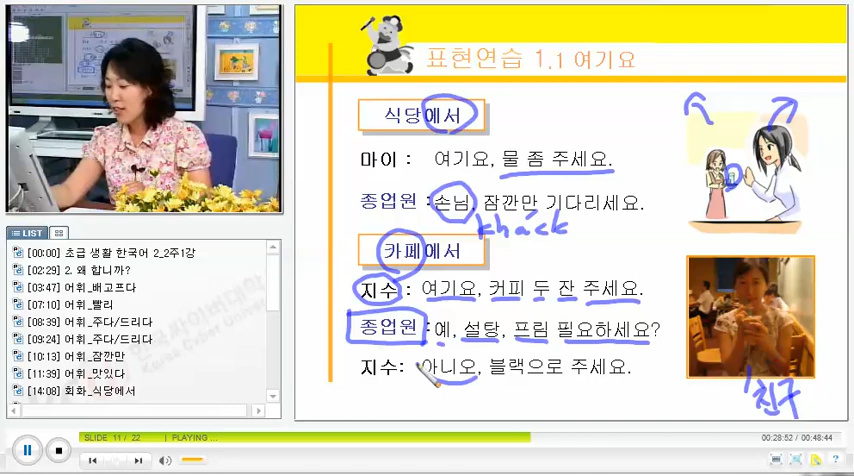 표현연습 1.1 여기요
식당에서
마이 : 여기요, 물 좀 주세요.
종업원 : 손님, 잠깐만 기다리세요.
khách
카페에서
지수 : 여기요, 커피 두 잔 주세요.
종업원 : 예, 설탕, 프림 필요하세요?
지수: 아니오, 블랙으로 주세요.
친구
LIST
[00:00] 초급 생활 한국어 2_2주1강
[02:29] 2. 왜 합니까?
[03:47] 어휘_배고프다
[07:10] 어휘_빨리
[08:39] 어휘_주다/드리다
[09:24] 어휘_주다/드리다
[10:13] 어휘_잠깐만
[11:39] 어휘_맛있다
[14:08] 회화_식당에서
SLIDE 11 / 22 PLAYING ...
00:28:52 / 00:48:44